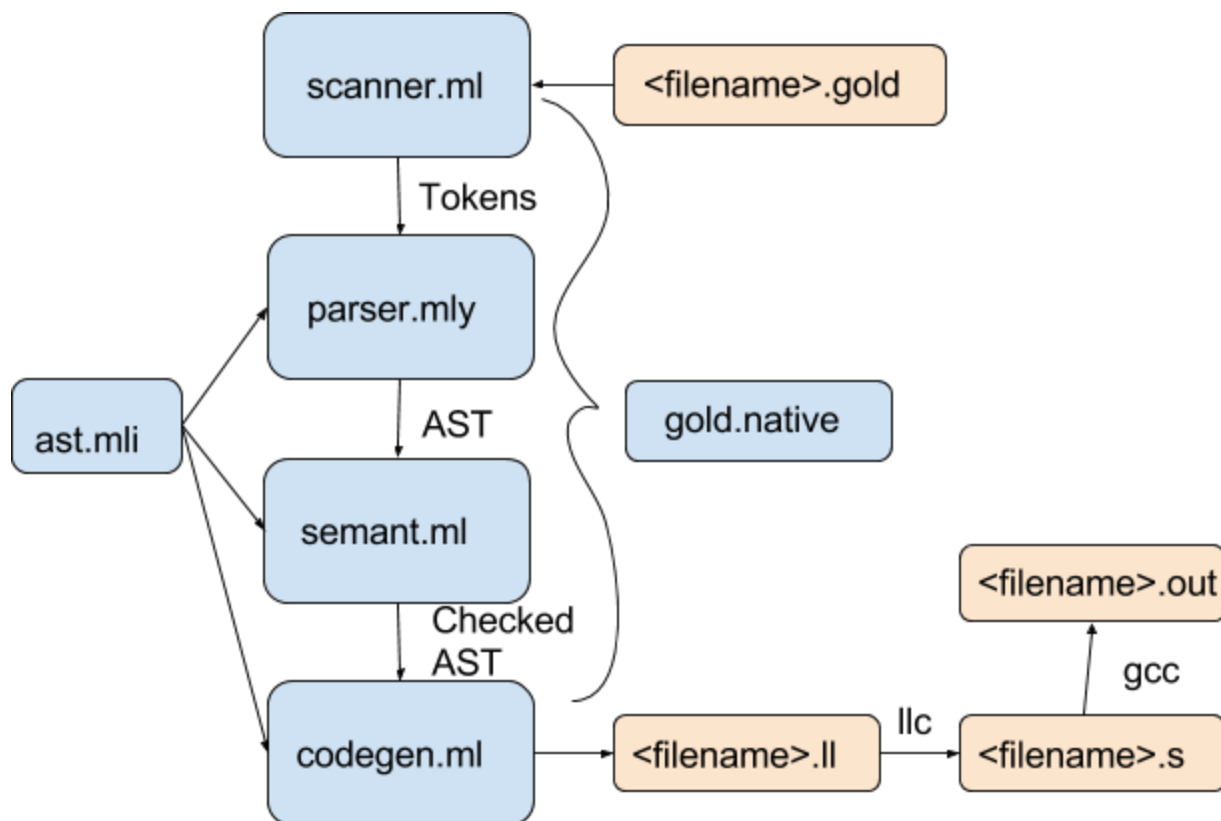 scanner.ml
<filename>.gold
Tokens
parser.mly
ast.mli
AST
gold.native
semant.ml
<filename>.out
Checked
AST
gcc
llc
codegen.ml
<filename>.ll
<filename>.s